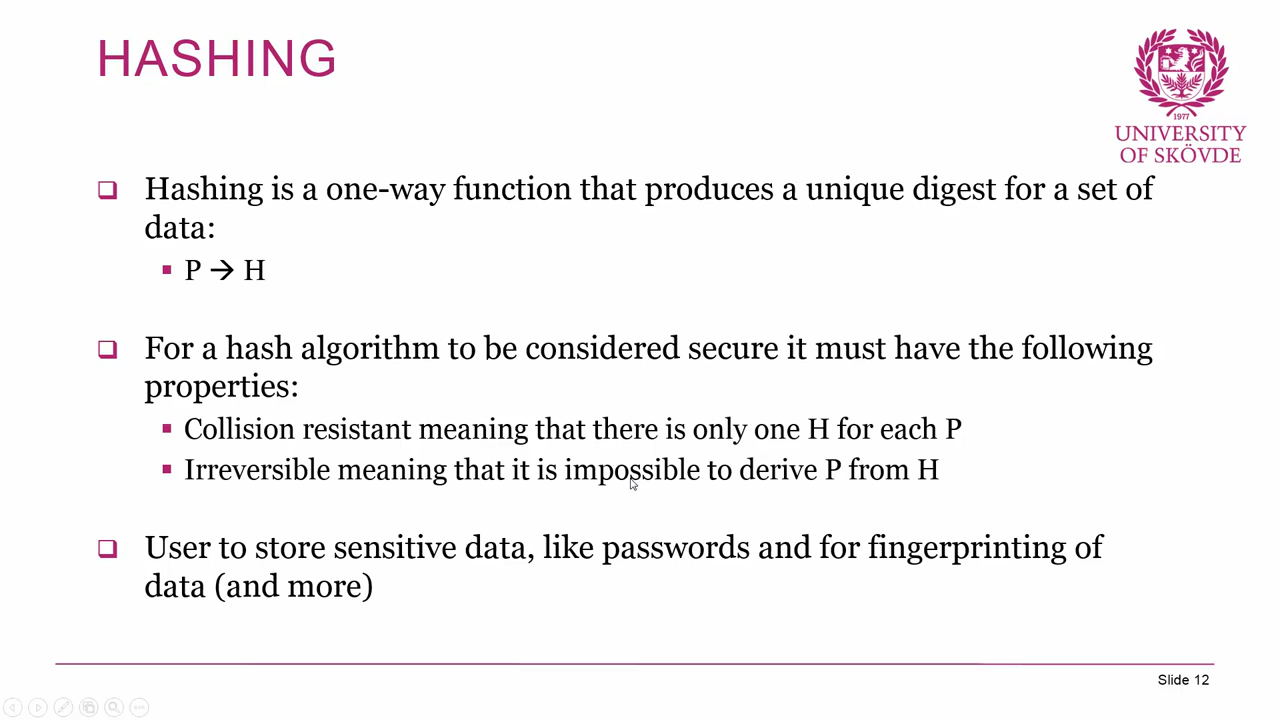 HASHING
1977
UNIVERSITY
OF SKÖVDE
Hashing is a one-way function that produces a unique digest for a set of
data:
P → H
For a hash algorithm to be considered secure it must have the following
properties:
Collision resistant meaning that there is only one H for each P
Irreversible meaning that it is impossible to derive P from H
User to store sensitive data, like passwords and for fingerprinting of
data (and more)
Slide 12